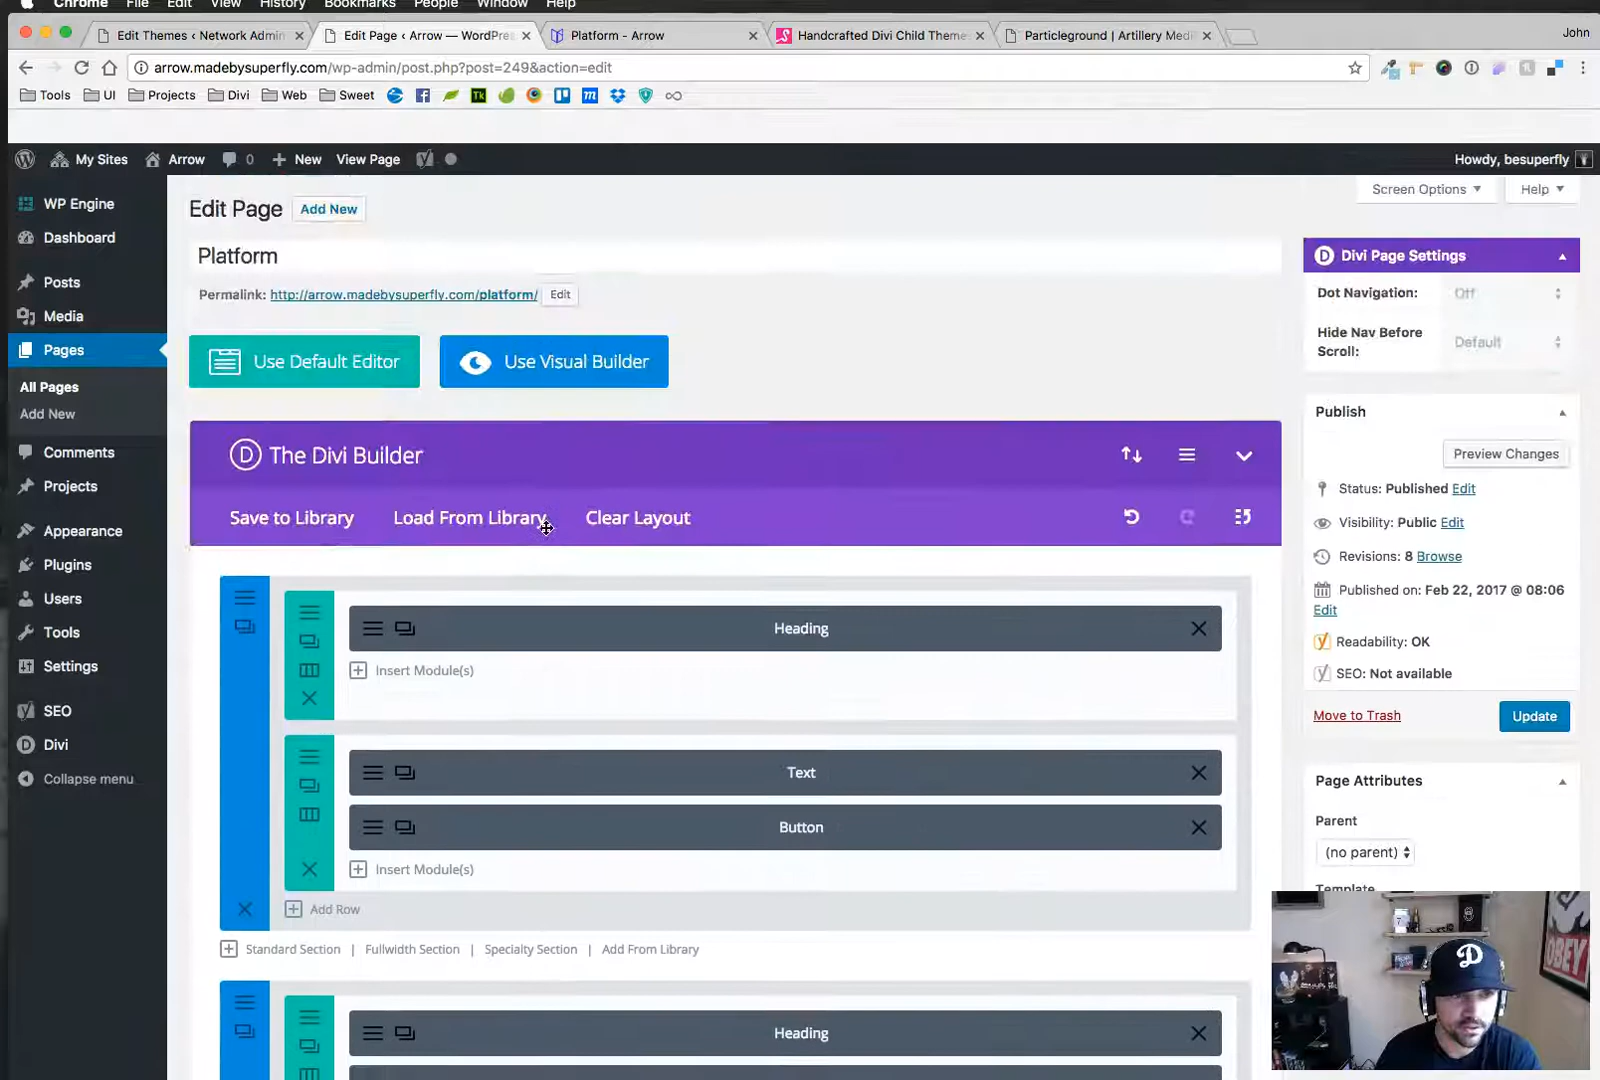 Chrome File Edit View History Bookmarks People Window Help
Edit Themes ‹ Network Admin
Edit Page ‹ Arrow — WordPress
Platform - Arrow
Handcrafted Divi Child Theme
Particleground | Artillery Medi
John
arrow.madebysuperfly.com/wp-admin/post.php?post=249&action=edit
Tools UI Projects Divi Web Sweet
My Sites Arrow 0 New View Page
Howdy, besuperfly
WP Engine
Dashboard
Posts
Media
Pages
All Pages
Add New
Comments
Projects
Appearance
Plugins
Users
Tools
Settings
SEO
Divi
Collapse menu
Screen Options
Help
Edit Page Add New
Platform
Permalink: http://arrow.madebysuperfly.com/platform/ Edit
Use Default Editor
Use Visual Builder
The Divi Builder
Save to Library Load From Library Clear Layout
Heading
Insert Module(s)
Text
Button
Insert Module(s)
Add Row
Standard Section | Fullwidth Section | Specialty Section | Add From Library
Heading
Divi Page Settings
Dot Navigation: Off
Hide Nav Before
Scroll:
Default
Publish
Preview Changes
Status: Published Edit
Visibility: Public Edit
Revisions: 8 Browse
Published on: Feb 22, 2017 @ 08:06
Edit
Readability: OK
SEO: Not available
Move to Trash
Update
Page Attributes
Parent
(no parent)
Template
D
OBEY